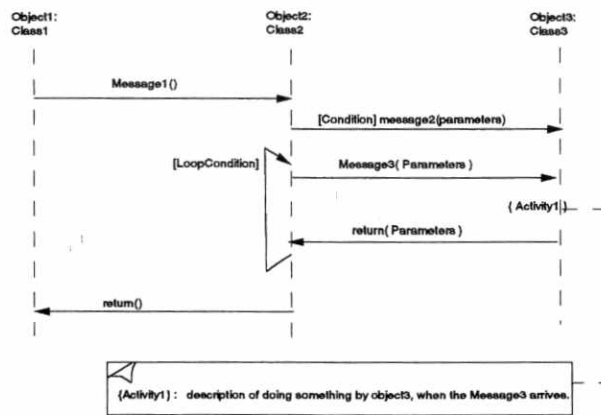 Object1:
Class1
Object2:
Class2
Object3:
Class3
Message1()
[Condition] message2(parameters)
[LoopCondition]
Message3( Parameters )
{ Activity1 }
return( Parameters )
return()
{Activity1} : description of doing something by object3, when the Message3 arrives.